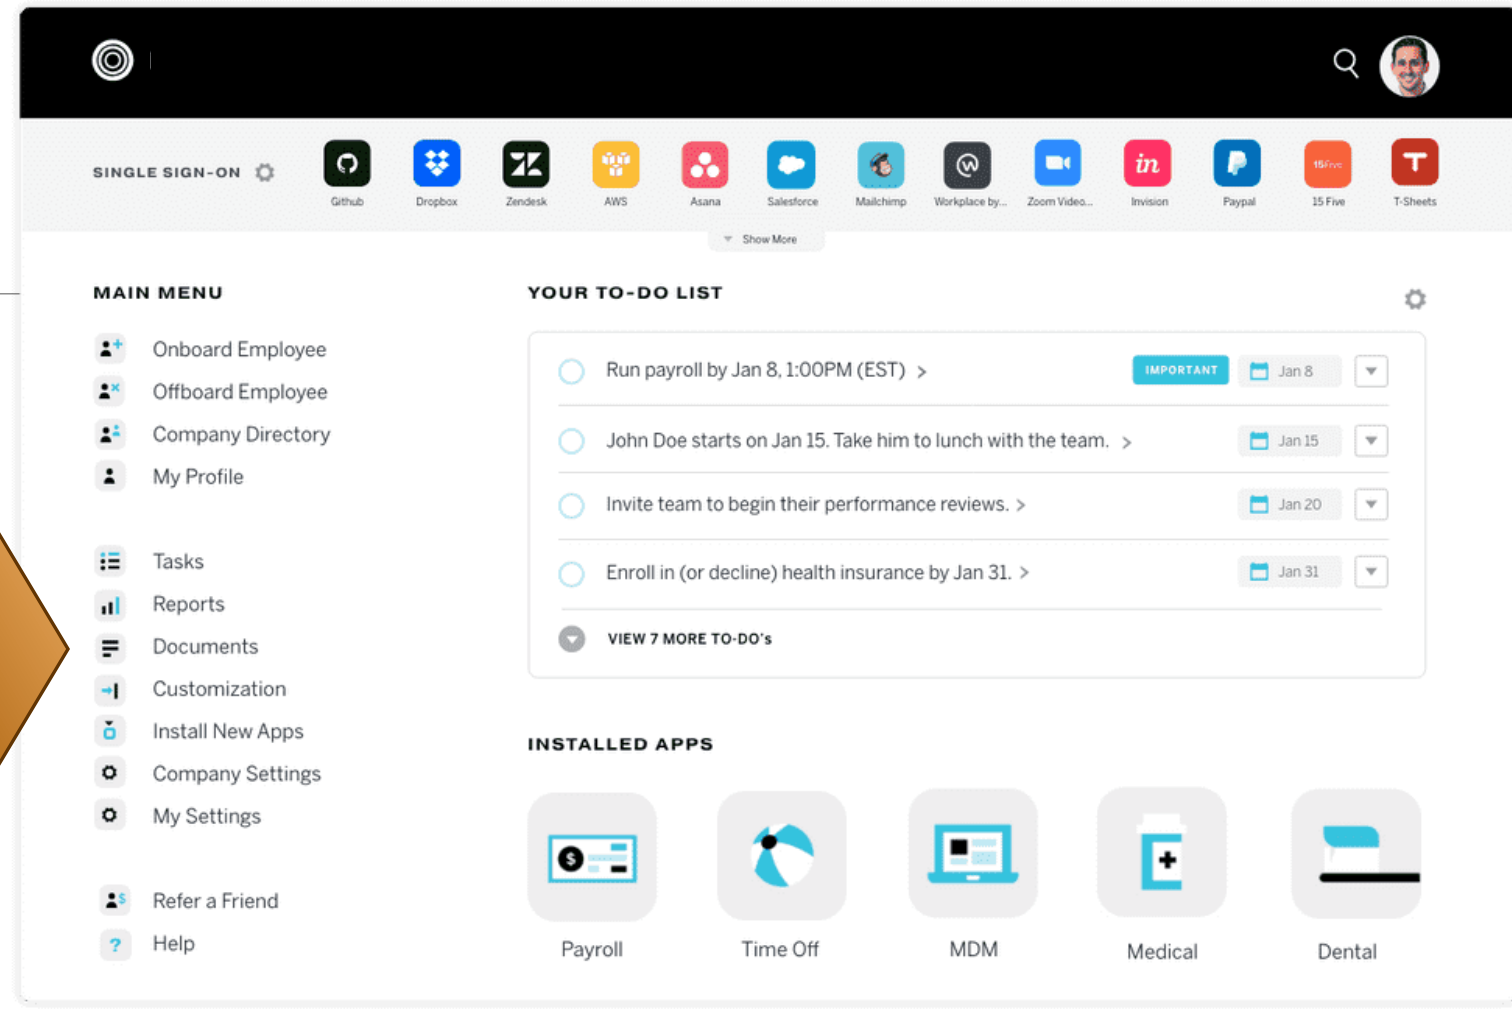 SINGLE SIGN-ON
Github
Dropbox
Zendesk
AWS
Asana
Salesforce
Mailchimp
Workplace by...
Zoom Video...
in
Invision
Paypal
15Five
15 Five
T
T-Sheets
Show More
MAIN MENU
Onboard Employee
Offboard Employee
Company Directory
My Profile
Tasks
Reports
Documents
Customization
Install New Apps
Company Settings
My Settings
Refer a Friend
? Help
YOUR TO-DO LIST
Run payroll by Jan 8, 1:00PM (EST) > IMPORTANT Jan 8
John Doe starts on Jan 15. Take him to lunch with the team. > Jan 15
Invite team to begin their performance reviews. > Jan 20
Enroll in (or decline) health insurance by Jan 31. > Jan 31
VIEW 7 MORE TO-DO's
INSTALLED APPS
$
Payroll
Time Off
MDM
Medical
Dental